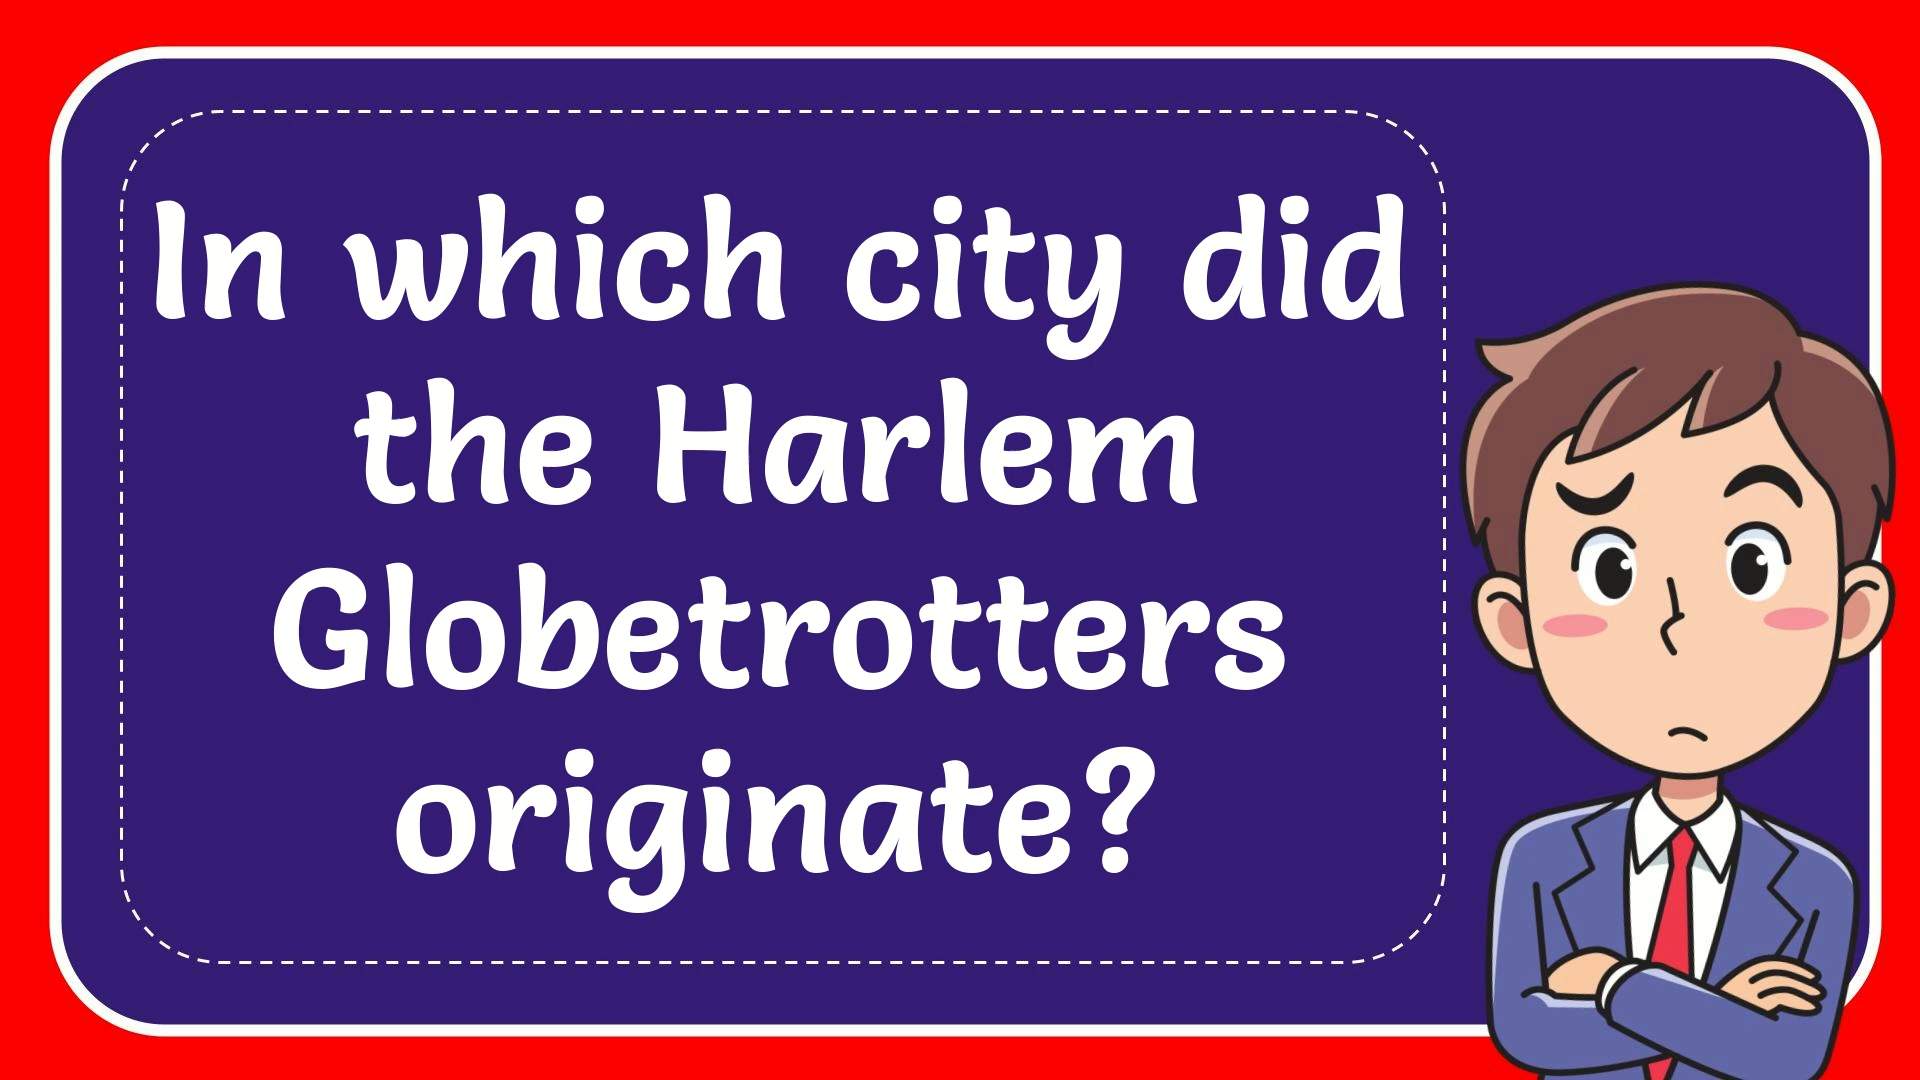 In which city did
the Harlem
Globetrotters
originate?